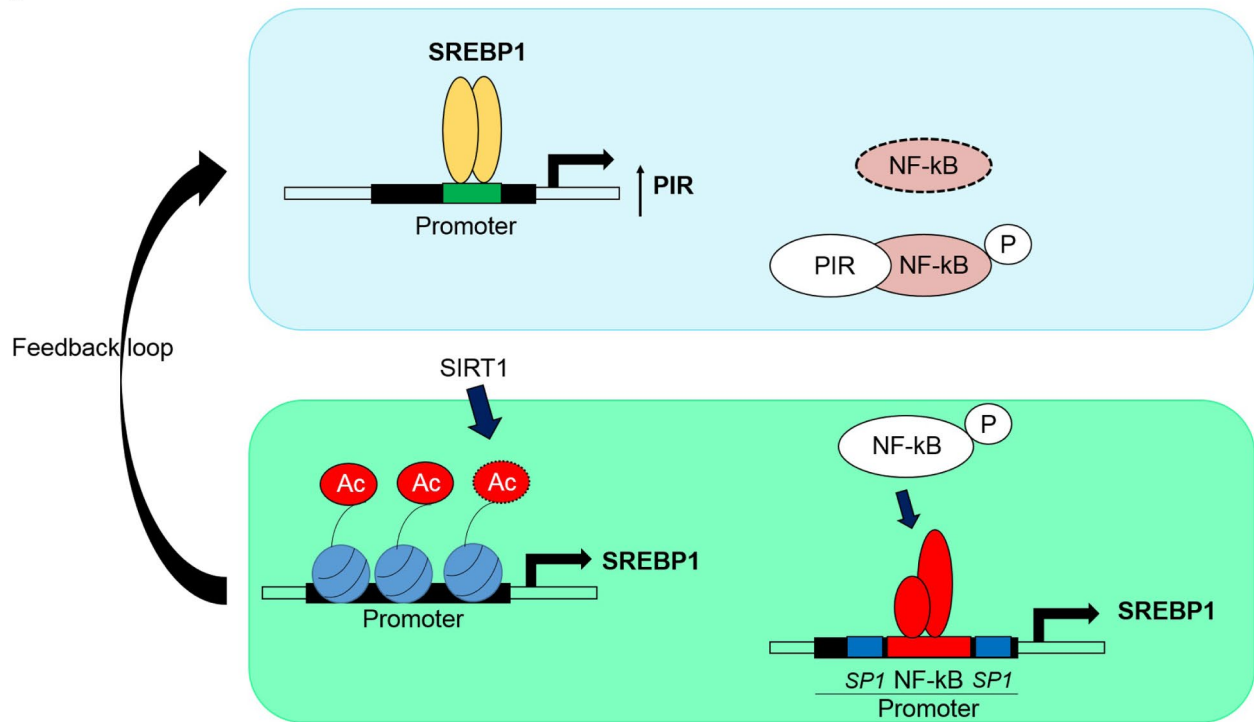 SREBP1
PIR
Promoter
NF-kB
PIR
NF-kB
P
Feedback loop
SIRT1
Ac
Ac
Ac
SREBP1
Promoter
NF-kB
P
SREBP1
SP1 NF-kB SP1
Promoter